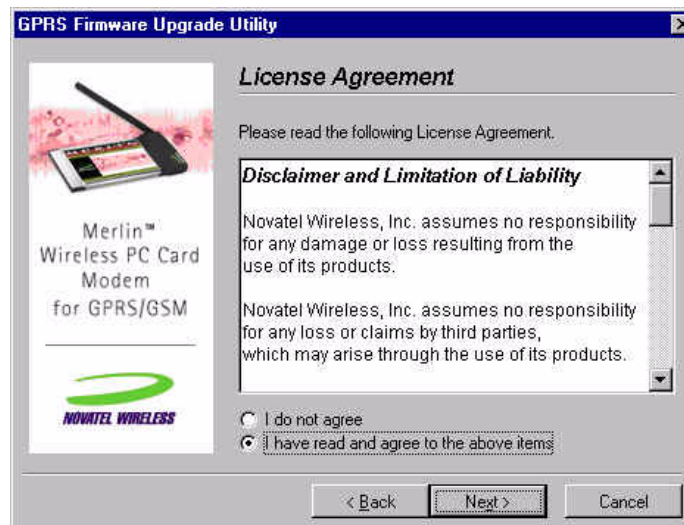 GPRS Firmware Upgrade Utility
Merlin™
Wireless PC Card
Modem
for GPRS/GSM
NOVATEL WIRELESS
License Agreement
Please read the following License Agreement.
Disclaimer and Limitation of Liability
Novatel Wireless, Inc. assumes no responsibility
for any damage or loss resulting from the
use of its products.
Novatel Wireless, Inc. assumes no responsibility
for any loss or claims by third parties,
which may arise through the use of its products.
I do not agree
I have read and agree to the above items
< Back
Next >
Cancel